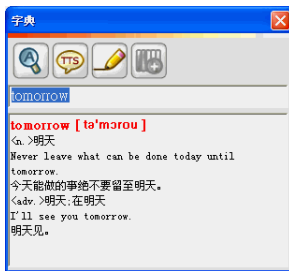 字典
TTS
tomorrow
tomorrow [ tə'mɔrou ]
<n.>明天
Never leave what can be done today until
tomorrow.
今天能做的事绝不要留至明天。
<adv.>明天;在明天
I'll see you tomorrow.
明天见。